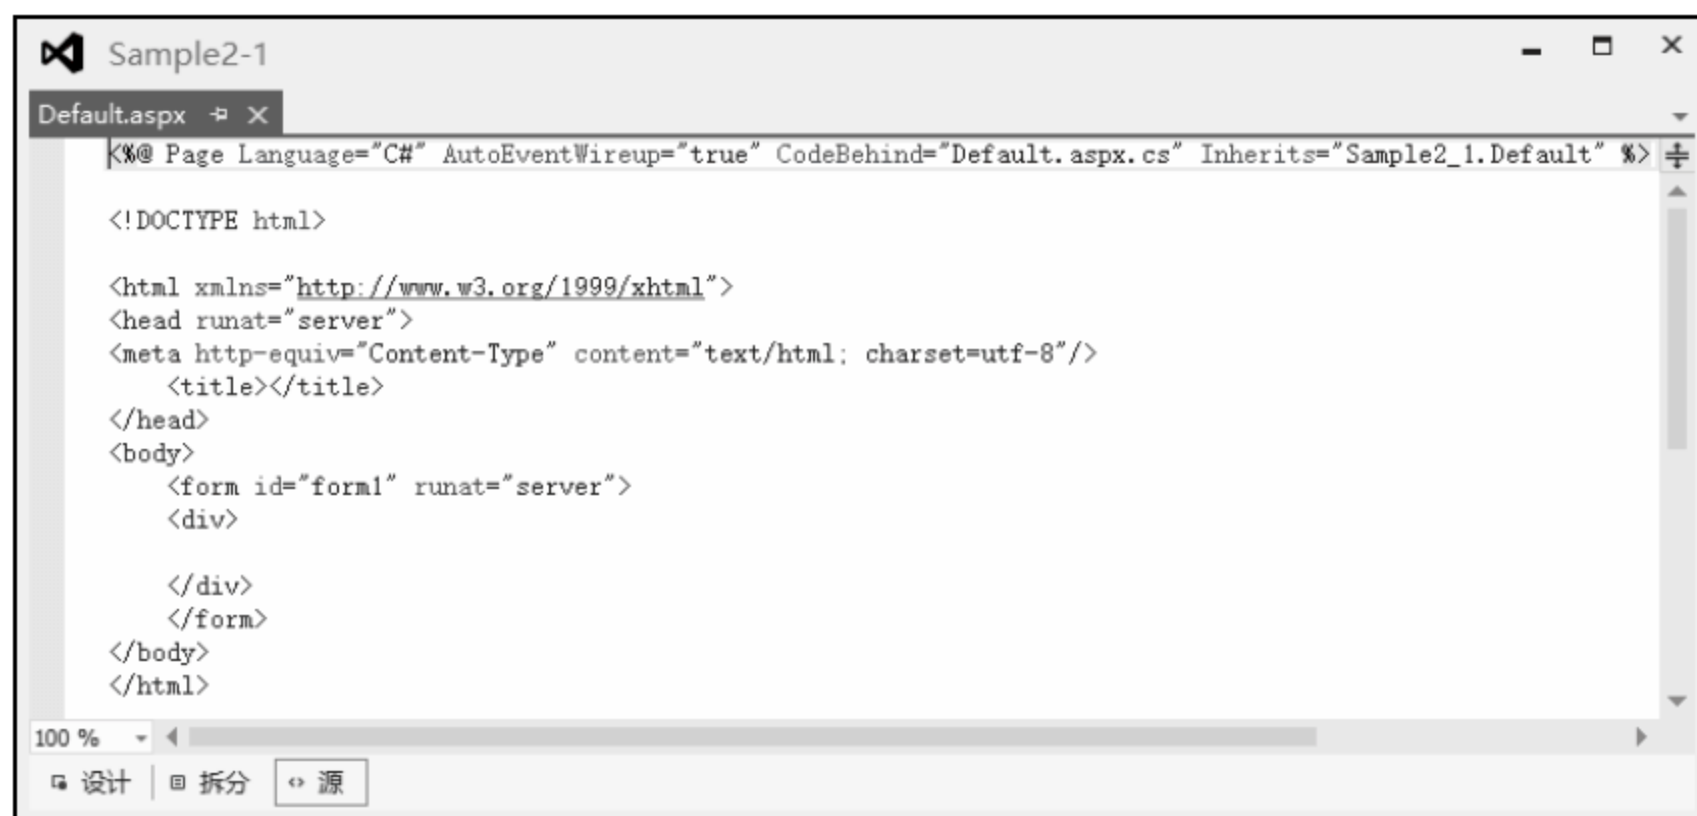 Sample2-1
Default.aspx
<%@ Page Language="C#" AutoEventWireup="true" CodeBehind="Default.aspx.cs" Inherits="Sample2_1.Default" %>
<!DOCTYPE html>
<html xmlns="http://www.w3.org/1999/xhtml">
<head runat="server">
<meta http-equiv="Content-Type" content="text/html; charset=utf-8"/>
<title></title>
</head>
<body>
<form id="form1" runat="server">
<div>
</div>
</form>
</body>
</html>
100 %
设计 拆分 源